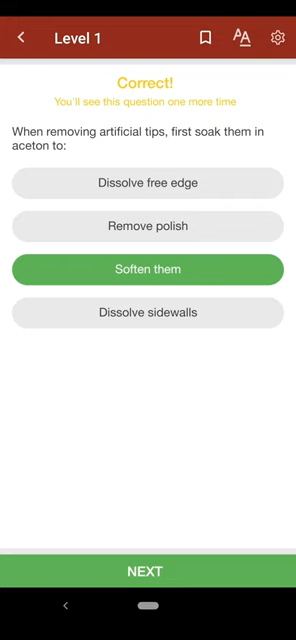 Level 1
AA
Correct!
You'll see this question one more time
When removing artificial tips, first soak them in
aceton to:
Dissolve free edge
Remove polish
Soften them
Dissolve sidewalls
NEXT